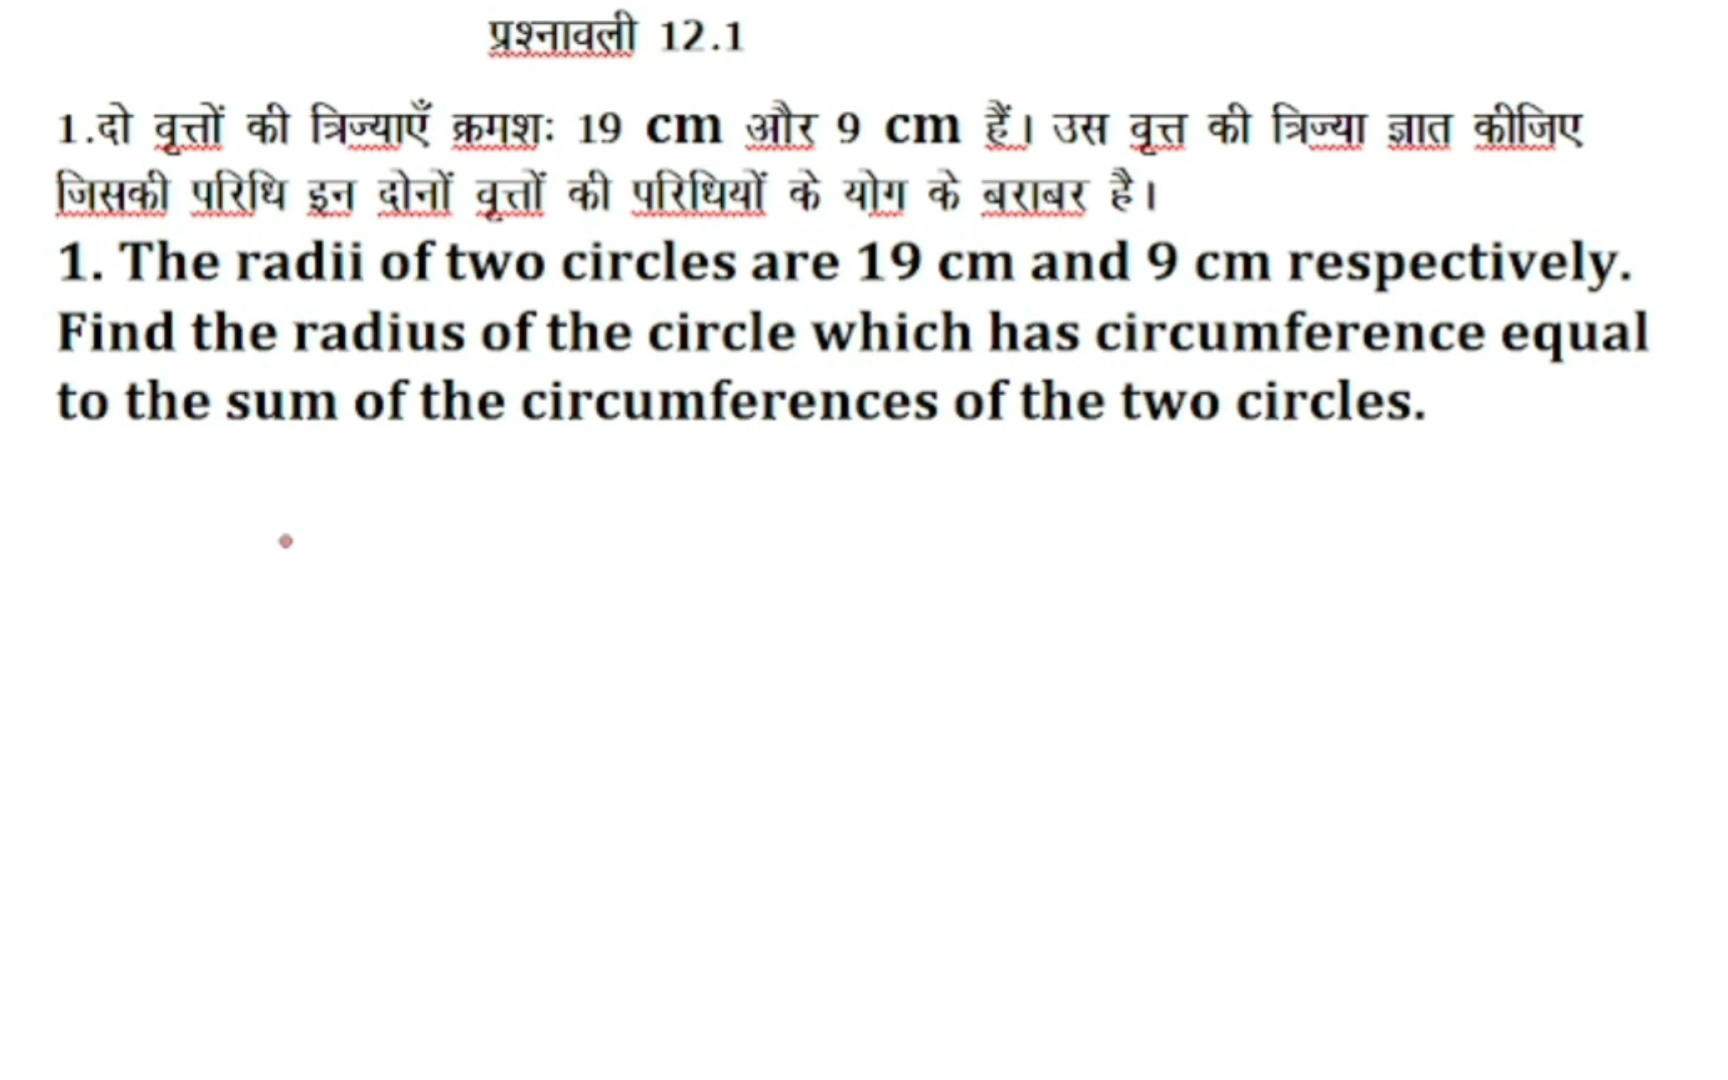 प्रश्नावली 12.1
1.दो वृत्तों की त्रिज्याएँ क्रमशः 19 cm और 9 cm हैं। उस वृत्त की त्रिज्या ज्ञात कीजिए
जिसकी परिधि इन दोनों वृत्तों की परिधियों के योग के बराबर है।
1. The radii of two circles are 19 cm and 9 cm respectively.
Find the radius of the circle which has circumference equal
to the sum of the circumferences of the two circles.